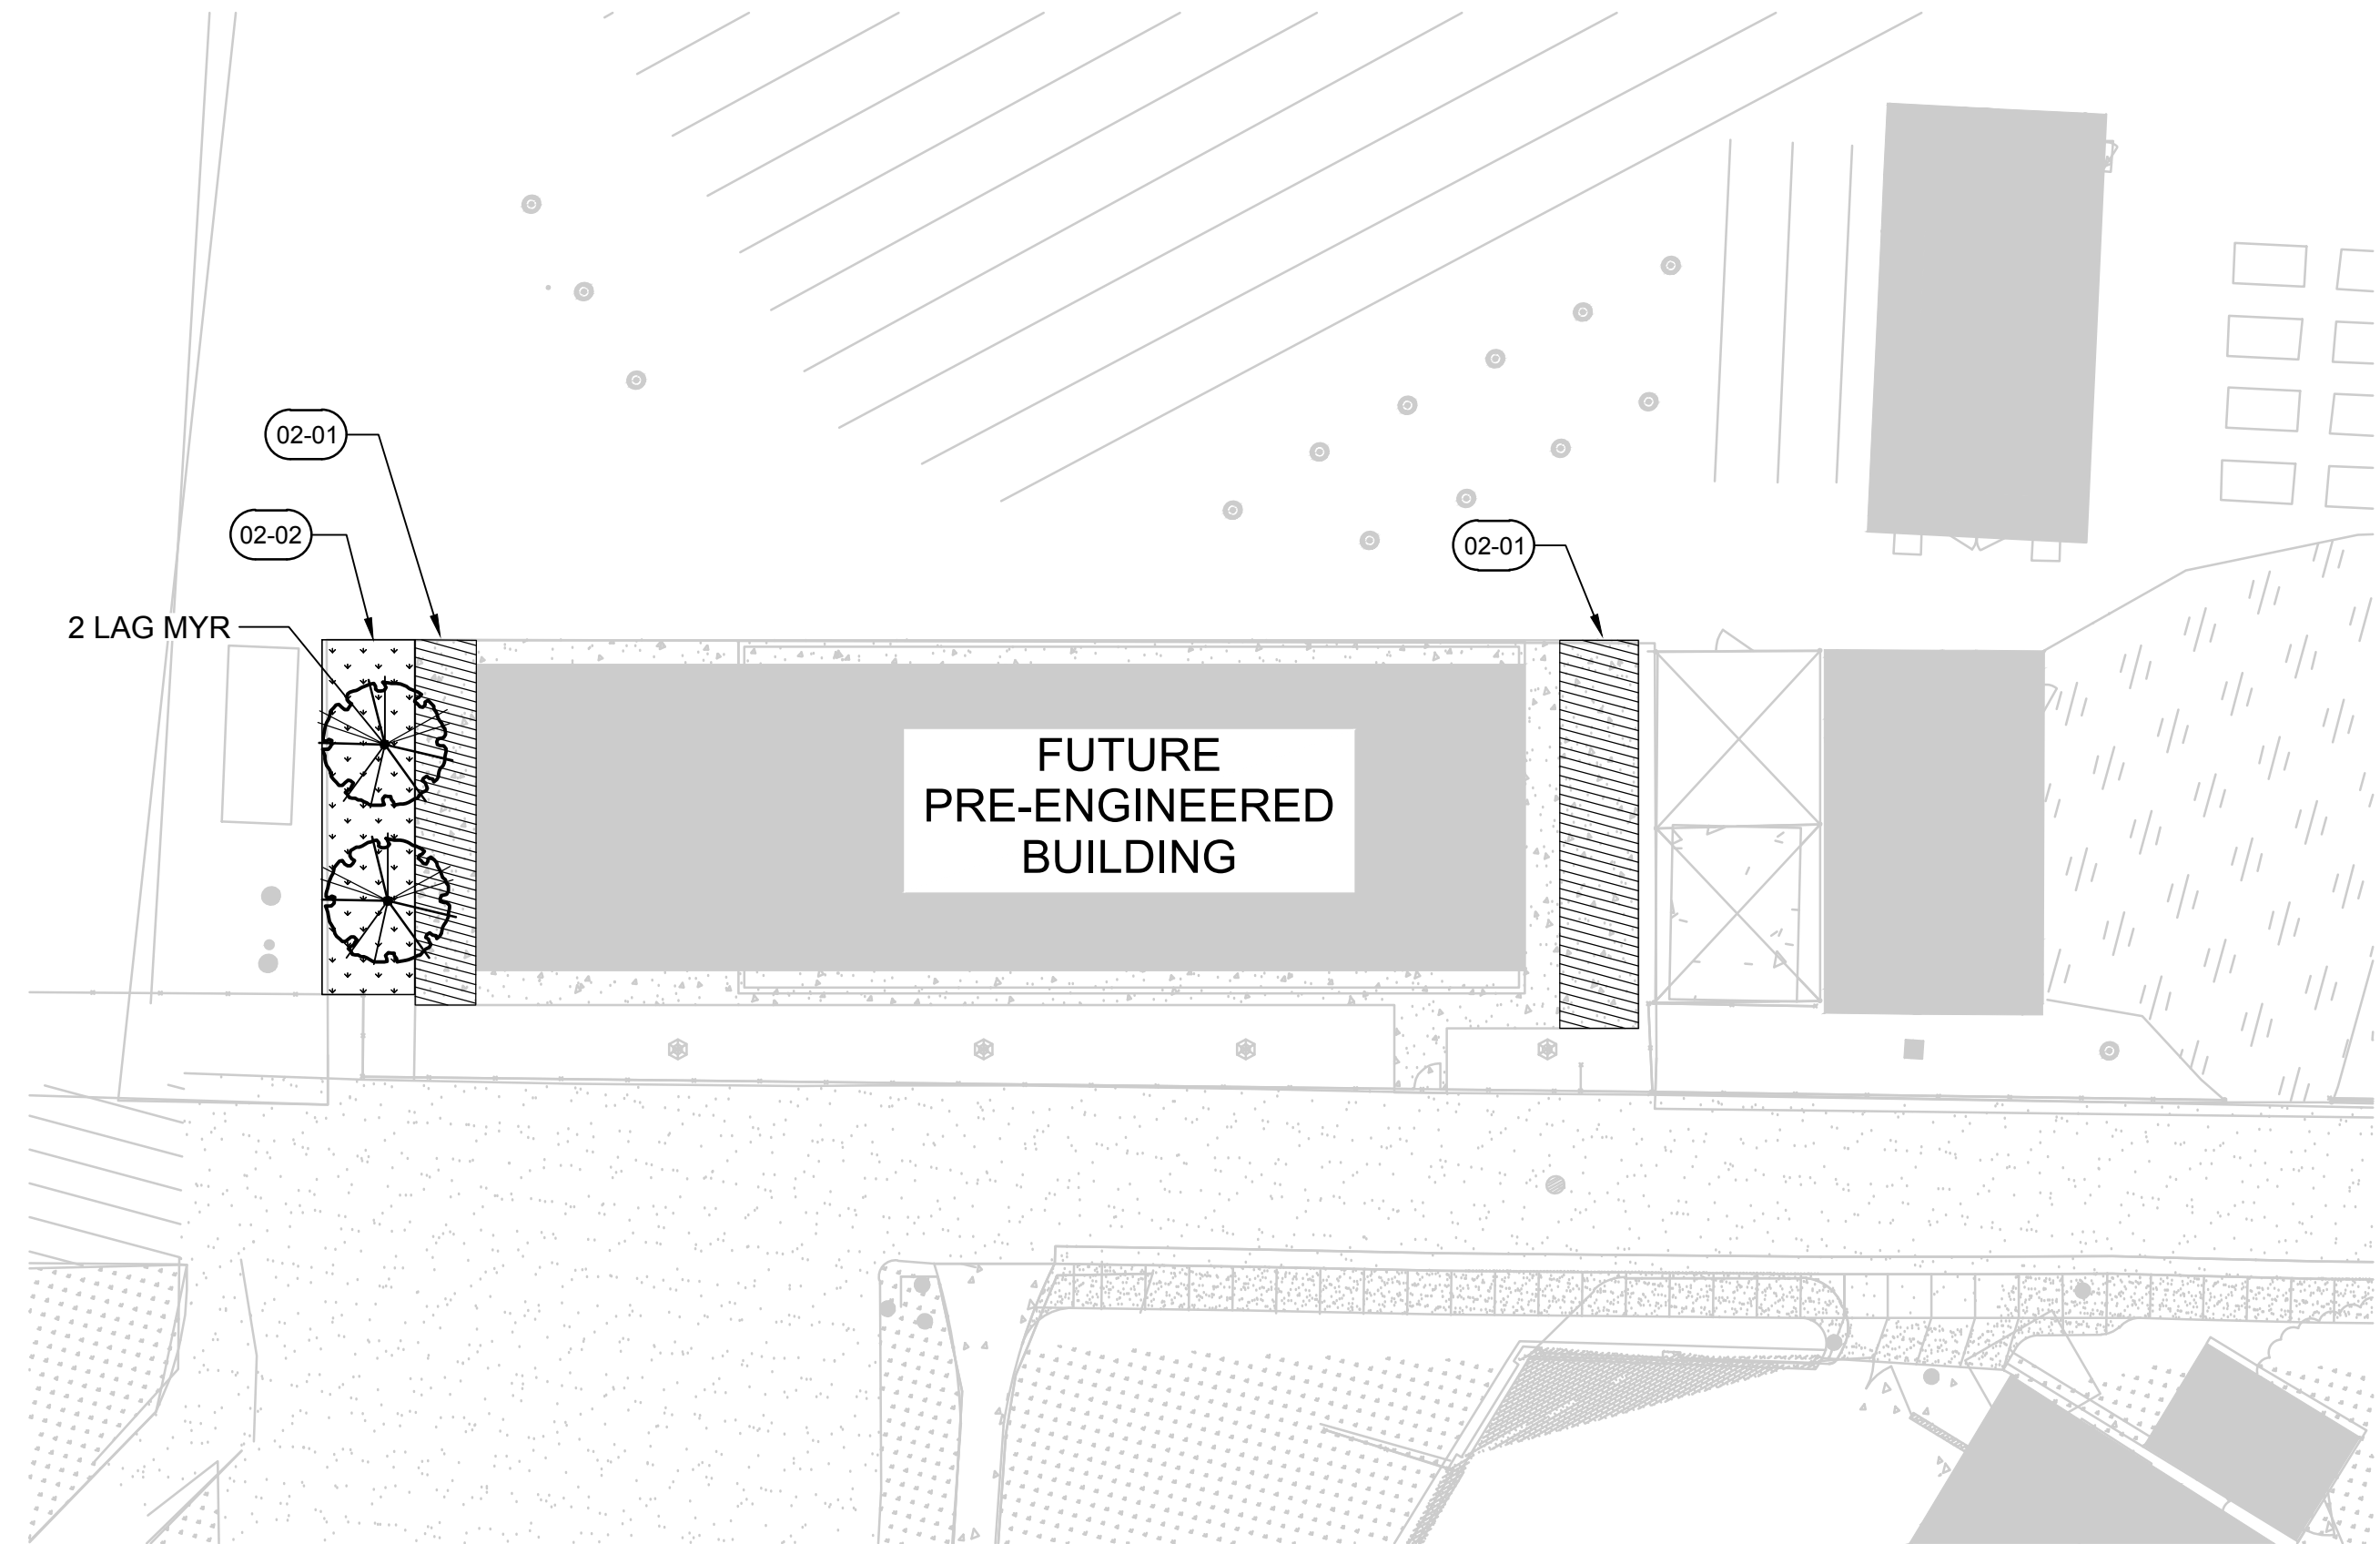 02-01
02-02
02-01
2 LAG MYR
FUTURE
PRE-ENGINEERED
BUILDING